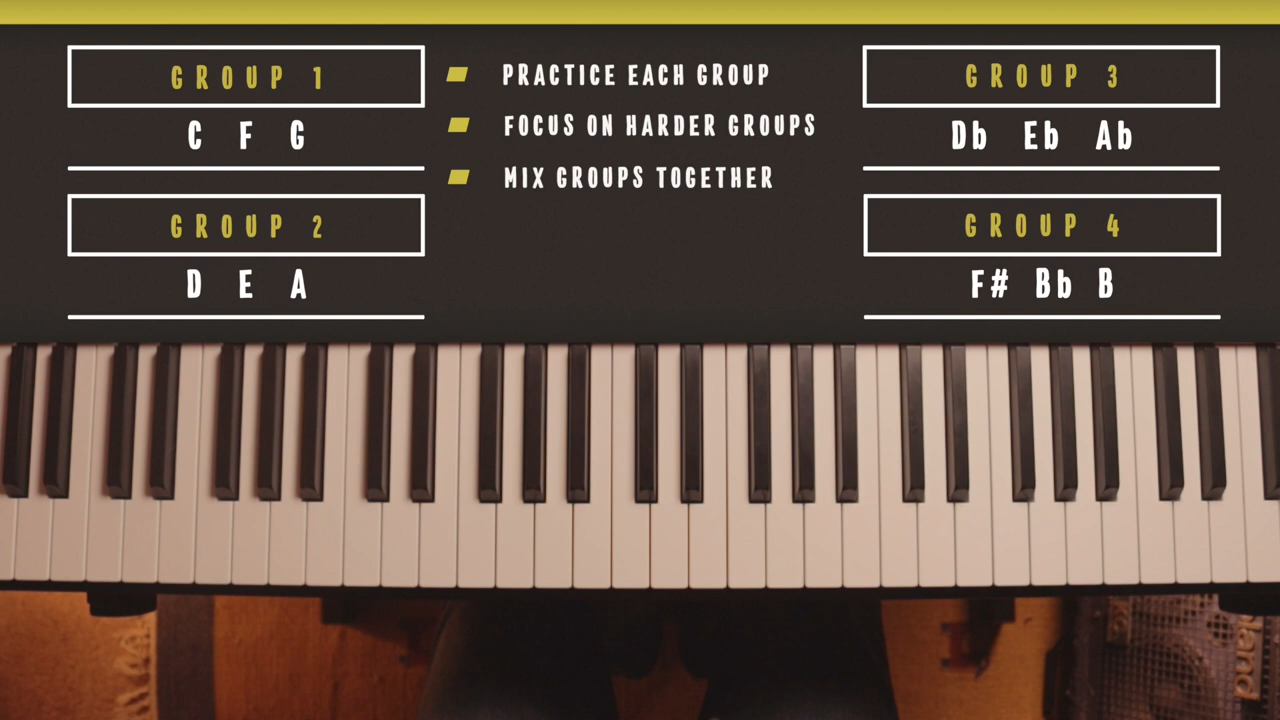 GROUP 1
C F G
GROUP 2
D E A
PRACTICE EACH GROUP
FOCUS ON HARDER GROUPS
MIX GROUPS TOGETHER
GROUP 3
Db Eb Ab
GROUP 4
F# Bb B